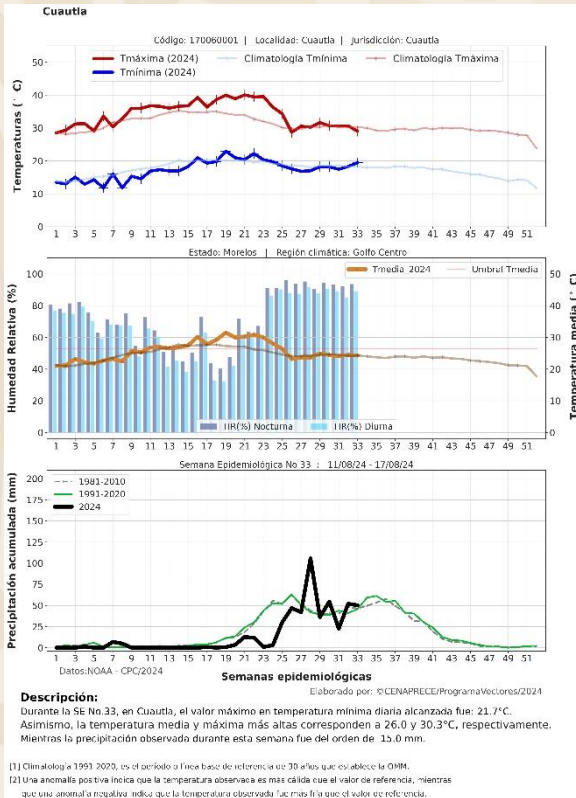 Cuautla
Código: 170060001 | Localidad: Cuautla | Jurisdicción: Cuautla
Tmáxima (2024)
Climatología Tmínima
Climatología Tmáxima
Tmínima (2024)
Temperaturas (°C)
50
40
30
20
10
0
1 3 5 7 9 11 13 15 17 19 21 23 25 27 29 31 33 35 37 39 41 43 45 47 49 51
Estado: Morelos | Región climática: Golfo Centro
Tmedia_2024
Umbral Tmedia
Humedad Relativa (%)
100
80
60
40
20
0
Temperatura media (°C)
50
40
30
20
10
0
HR(%) Nocturna
HR(%) Diurna
1 3 5 7 9 11 13 15 17 19 21 23 25 27 29 31 33 35 37 39 41 43 45 47 49 51
Semana Epidemiológica No 33 : 11/08/24 - 17/08/24
1981-2010
1991-2020
2024
Precipitación acumulada (mm)
200
175
150
125
100
75
50
25
0
1 3 5 7 9 11 13 15 17 19 21 23 25 27 29 31 33 35 37 39 41 43 45 47 49 51
Datos:NOAA - CPC/2024
Semanas epidemiológicas
Elaborado por: ©CENAPRECE/ProgramaVectores/2024
Descripción:
Durante la SE No.33, en Cuautla, el valor máximo en temperatura mínima diaria alcanzada fue: 21.7°C.
Asimismo, la temperatura media y máxima más altas corresponden a 26.0 y 30.3°C, respectivamente.
Mientras la precipitación observada durante esta semana fue del orden de 15.0 mm.
[1] Climatología 1991 2020, es el período o línea base de referencia de 30 años que establece la OMM.
[2] Una anomalía positiva indica que la temperatura observada es más cálida que el valor de referencia, mientras
que una anomalía negativa indica que la temperatura observada fue más fría que el valor de referencia.